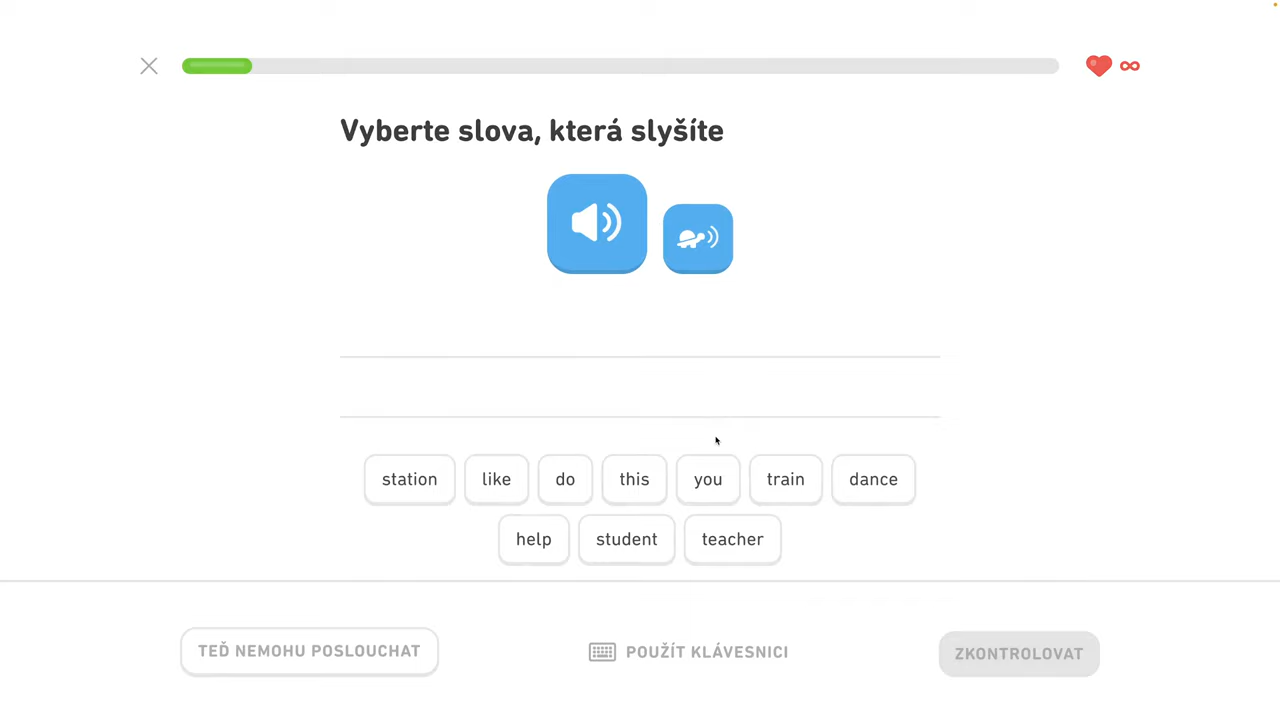 Vyberte slova, která slyšíte
station like do this you train dance
help student teacher
TEĎ NEMOHU POSLOUCHAT POUŽÍT KLÁVESNICI ZKONTROLOVAT